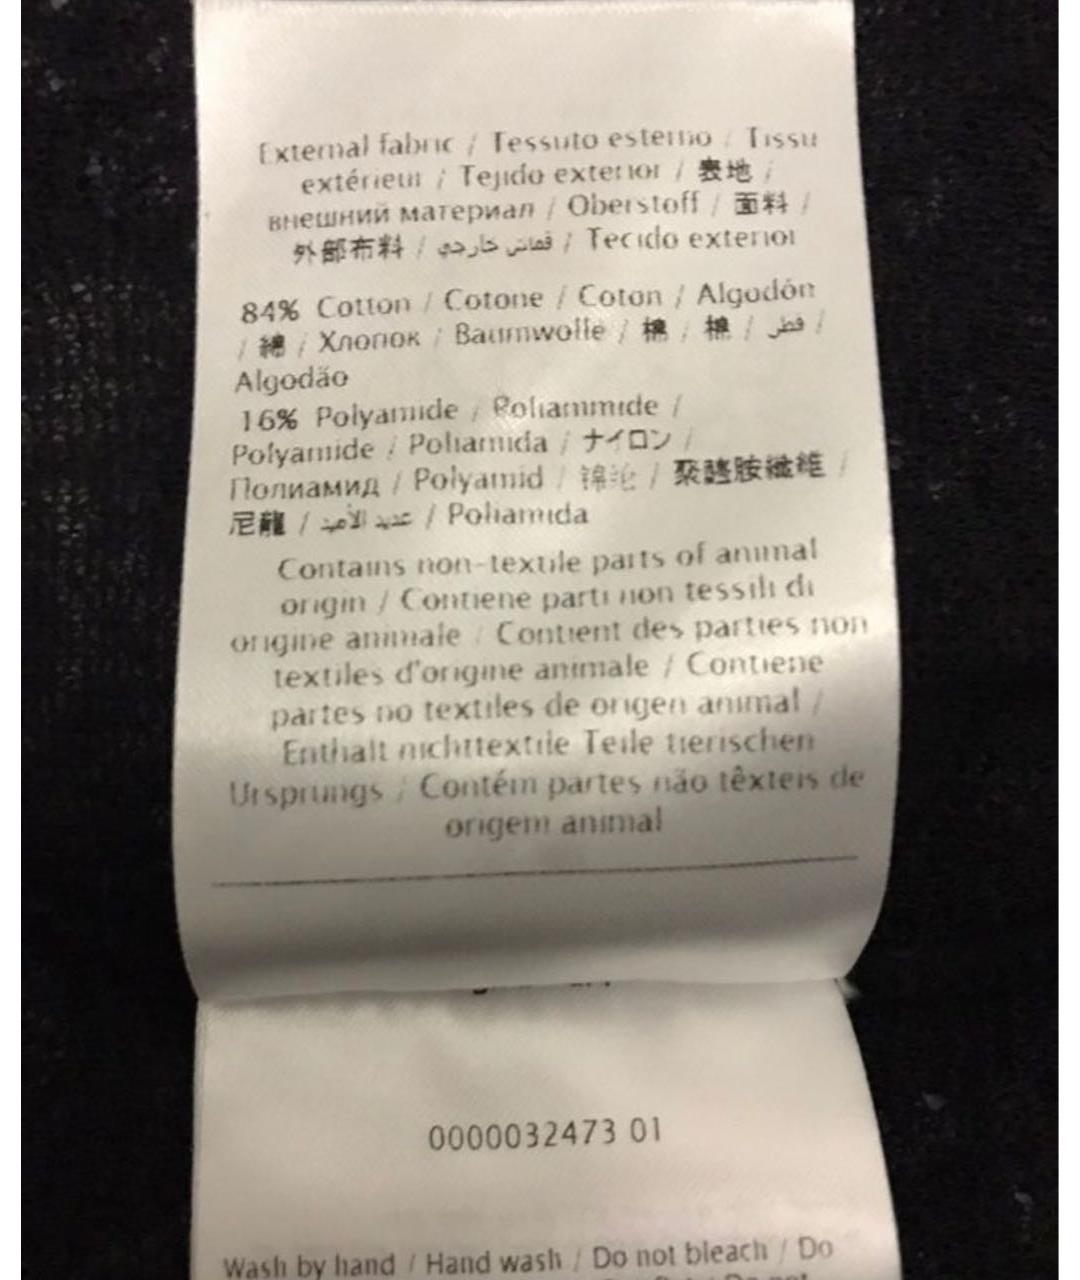 External fabric / Tessuto esterno / Tissu
extérieur / Tejido exterior / 表地 /
внешний материал / Oberstoff / 面料 /
外部布料 / قماش خارجي / Tecido exterior
84% Cotton / Cotone / Coton / Algodón
/ 綿 / Хлопок / Baumwolle / 棉 / 棉 / قطن /
Algodão
16% Polyamide / Poliammide /
Polyamide / Poliamida / ナイロン /
Полиамид / Polyamid / 锦纶 / 聚醯胺纖維 /
尼龍 / عديد الأميد / Poliamida
Contains non-textile parts of animal
origin / Contiene parti non tessili di
origine animale / Contient des parties non
textiles d'origine animale / Contiene
partes no textiles de origen animal /
Enthält nichttextile Teile tierischen
Ursprungs / Contém partes não têxteis de
origem animal
0000032473 01
Wash by hand / Hand wash / Do not bleach / Do